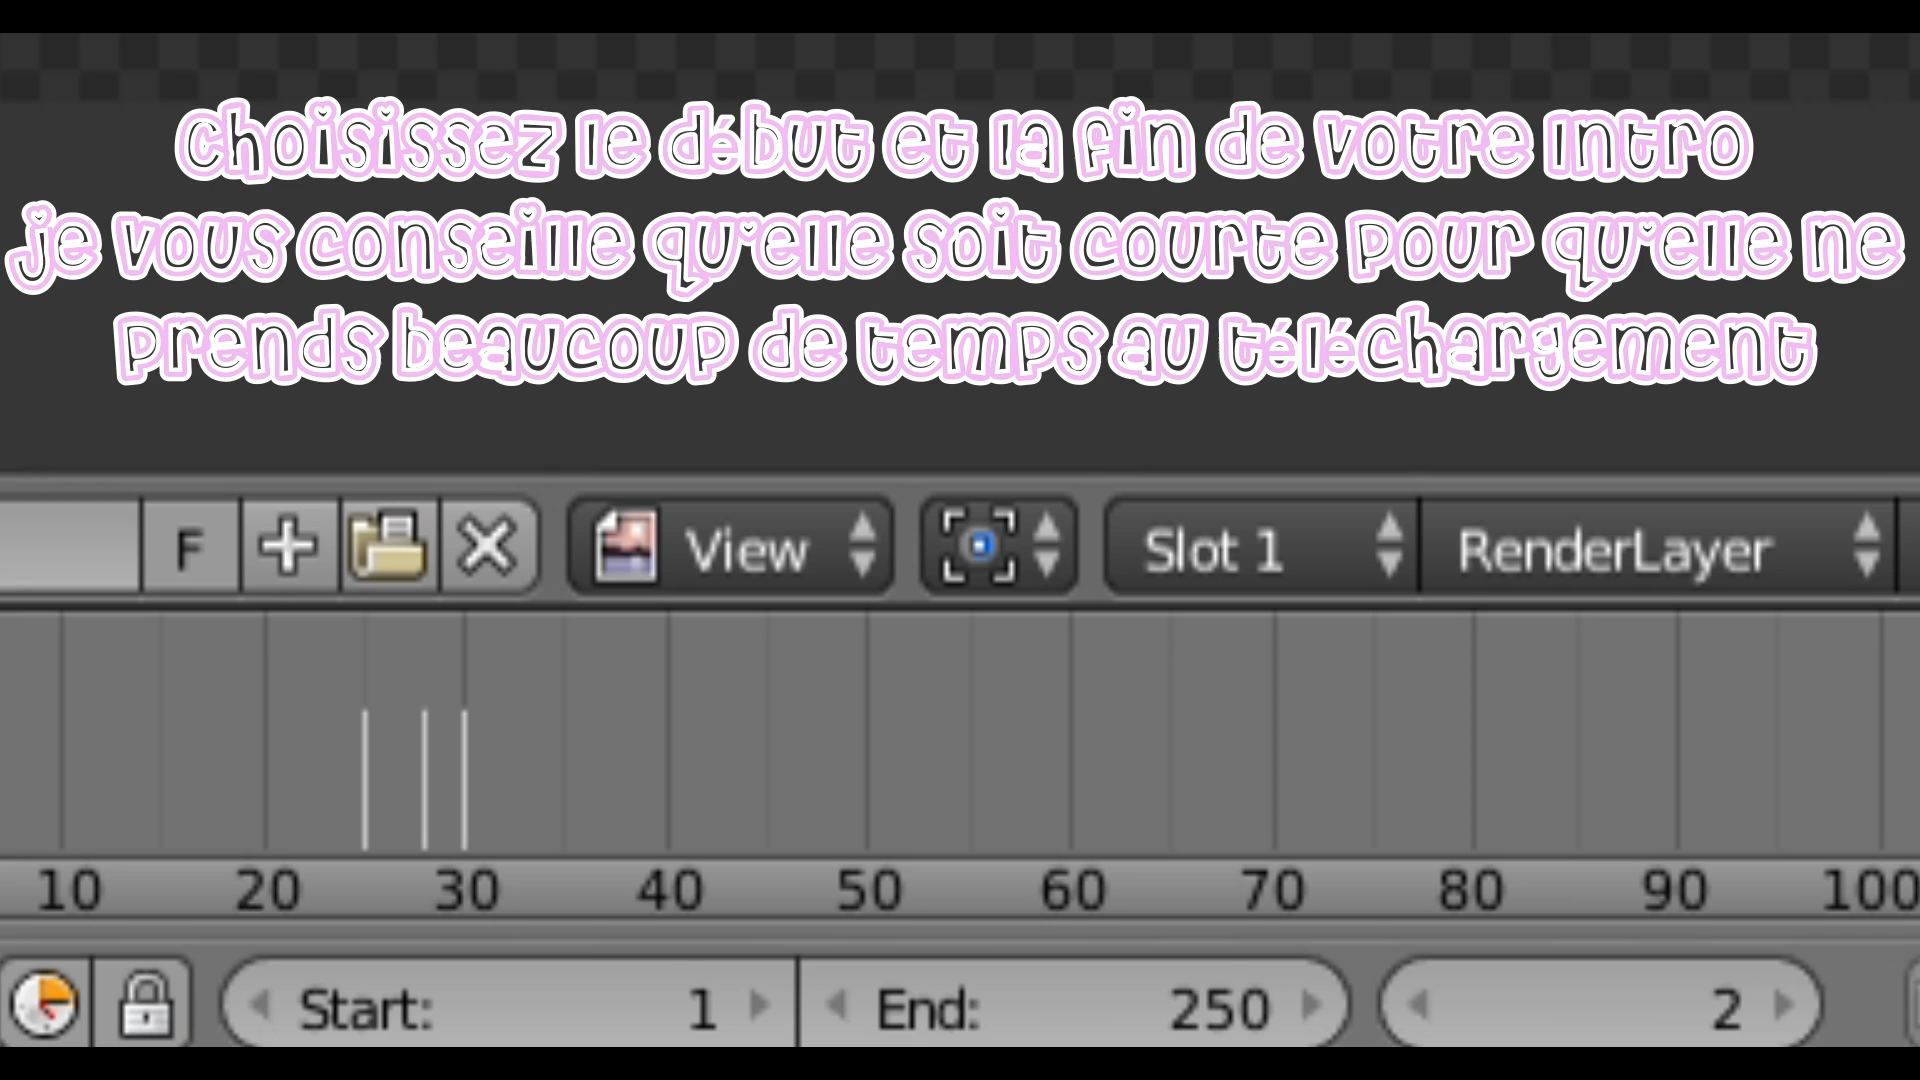 Choisissez le début et la fin de votre intro
je vous conseille qu'elle soit courte pour qu'elle ne
prends beaucoup de temps au téléchargement
F View Slot 1 RenderLayer
10 20 30 40 50 60 70 80 90 100
Start: 1 End: 250 2